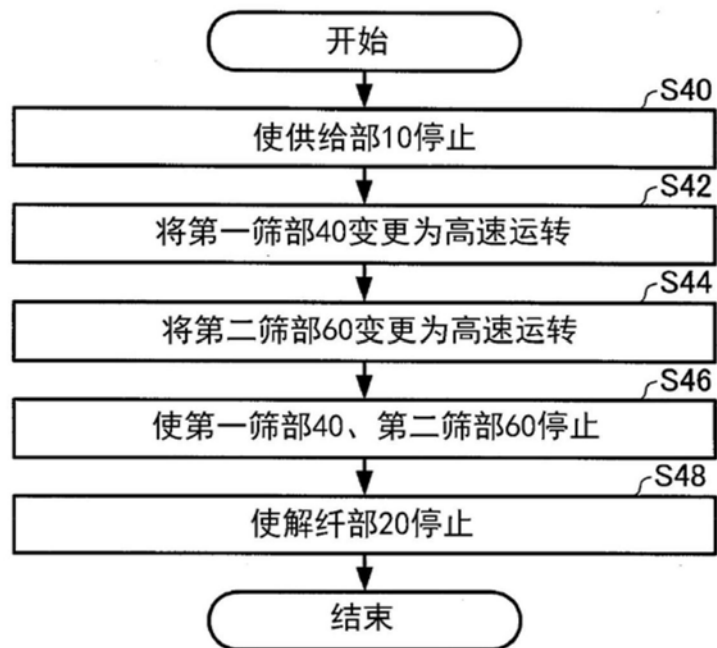 开始
S40
使供给部10停止
S42
将第一筛部40变更为高速运转
S44
将第二筛部60变更为高速运转
S46
使第一筛部40、第二筛部60停止
S48
使解纤部20停止
结束